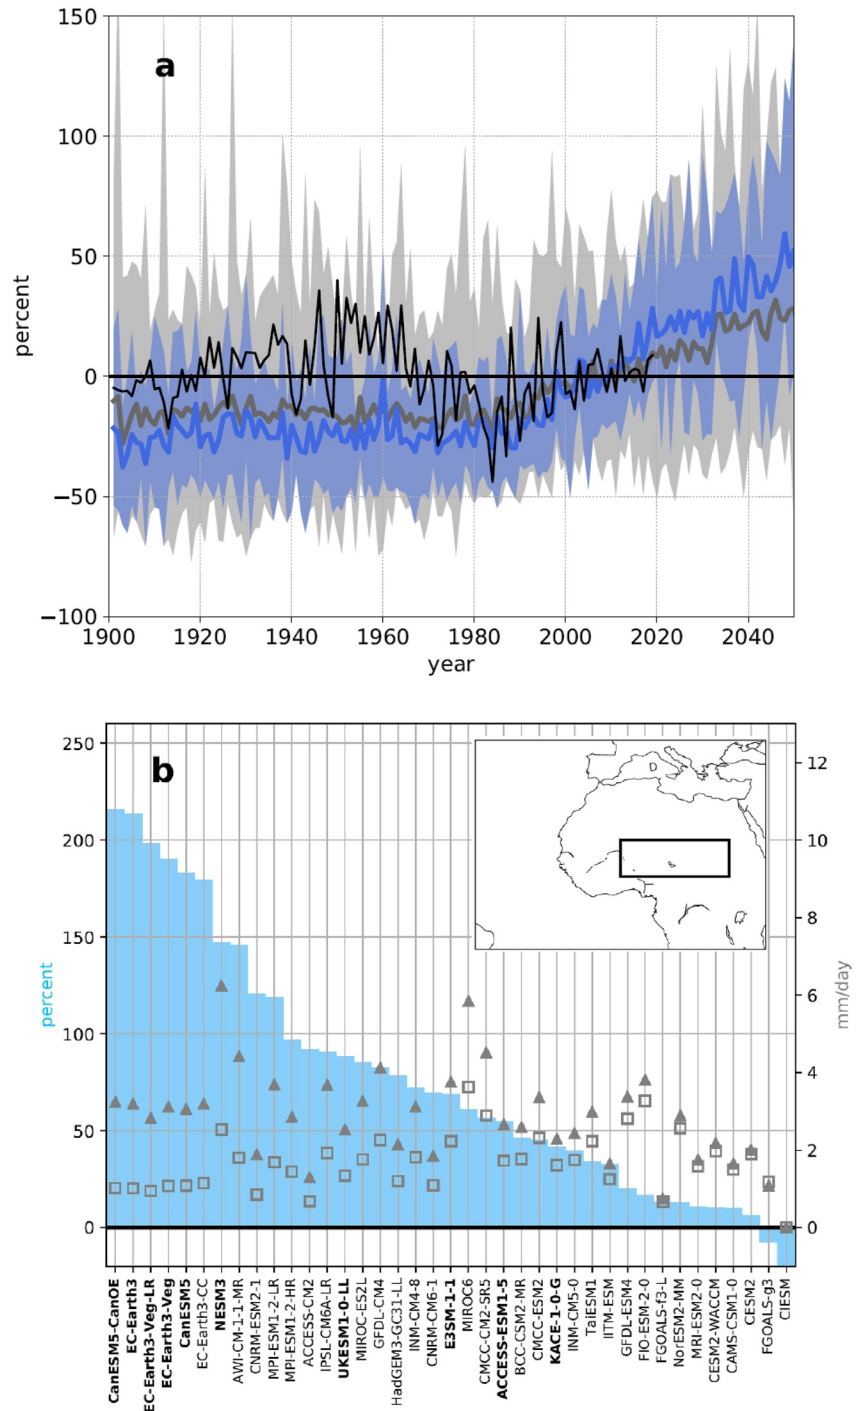 150
a
100
50
percent
0
−50
−100
1900 1920 1940 1960 1980 2000 2020 2040
year
250
b
12
200
10
150
8
percent
mm/day
6
100
4
50
2
0
0
CanESM5-CanOE
EC-Earth3
EC-Earth3-Veg-LR
EC-Earth3-Veg
CanESM5
EC-Earth3-CC
NESM3
AWI-CM-1-1-MR
CNRM-ESM2-1
MPI-ESM1-2-LR
MPI-ESM1-2-HR
ACCESS-CM2
IPSL-CM6A-LR
UKESM1-0-LL
MIROC-ES2L
GFDL-CM4
HadGEM3-GC31-LL
INM-CM4-8
CNRM-CM6-1
E3SM-1-1
MIROC6
CMCC-CM2-SR5
ACCESS-ESM1-5
BCC-CSM2-MR
CMCC-ESM2
KACE-1-0-G
INM-CM5-0
TaiESM1
IITM-ESM
GFDL-ESM4
FIO-ESM-2-0
FGOALS-f3-L
NorESM2-MM
MRI-ESM2-0
CESM2-WACCM
CAMS-CSM1-0
CESM2
FGOALS-g3
CIESM